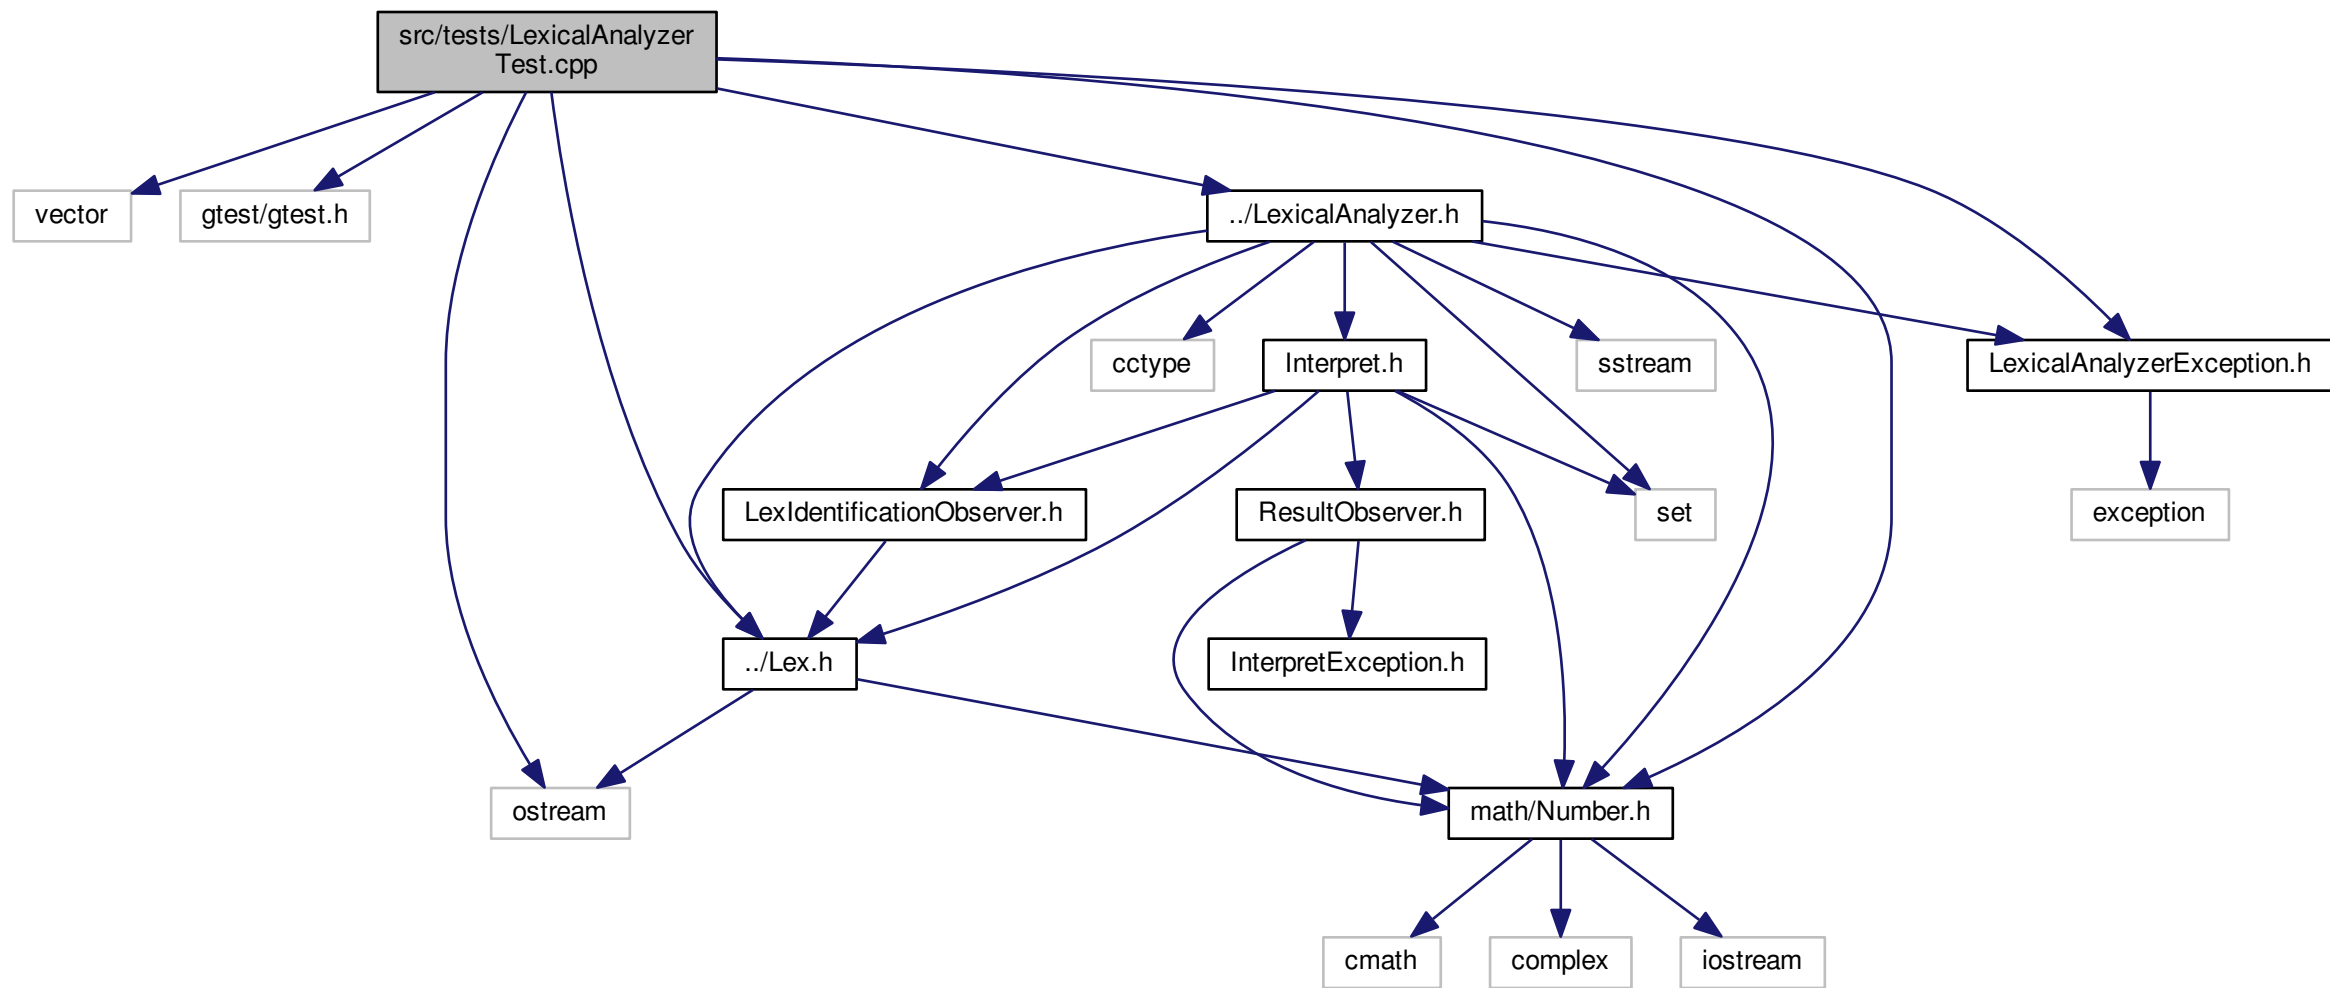 src/tests/LexicalAnalyzer
Test.cpp
vector
gtest/gtest.h
../LexicalAnalyzer.h
cctype
Interpret.h
sstream
LexicalAnalyzerException.h
LexIdentificationObserver.h
ResultObserver.h
set
exception
../Lex.h
InterpretException.h
ostream
math/Number.h
cmath
complex
iostream